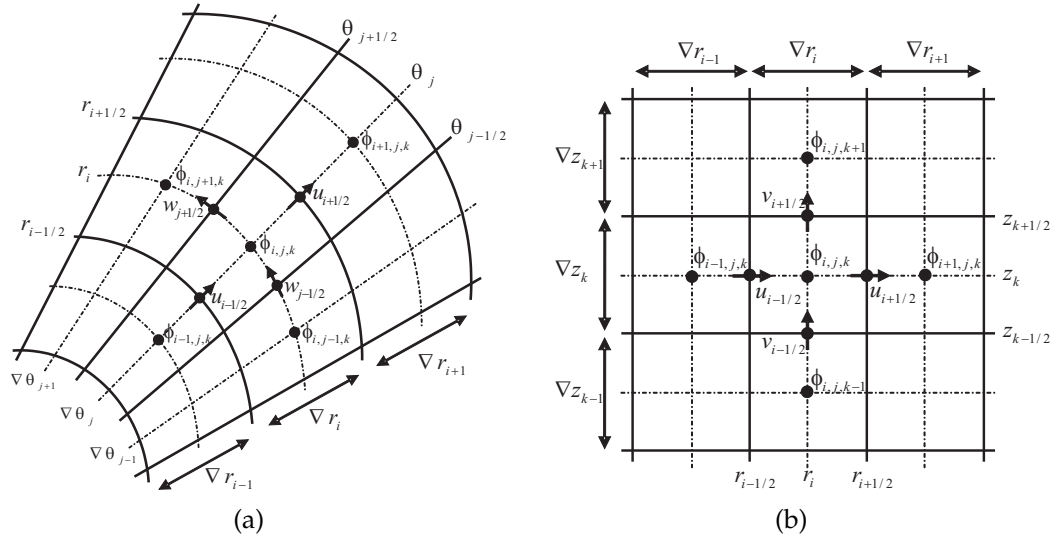 θ j+1/2
θ j
θ j-1/2
r i+1/2
r i
r i-1/2
ϕ i+1,j,k
ϕ i,j+1,k
w j+1/2
u i+1/2
ϕ i,j,k
w j-1/2
u i-1/2
ϕ i-1,j,k
ϕ i,j-1,k
∇θ j+1
∇θ j
∇θ j-1
∇r i+1
∇r i
∇r i-1
(a)
∇r i-1 ∇r i ∇r i+1
∇z k+1
ϕ i,j,k+1
v i+1/2
z k+1/2
∇z k
ϕ i-1,j,k ϕ i,j,k ϕ i+1,j,k
z k
u i-1/2 u i+1/2
v i-1/2
z k-1/2
∇z k-1
ϕ i,j,k-1
r i-1/2 r i r i+1/2
(b)